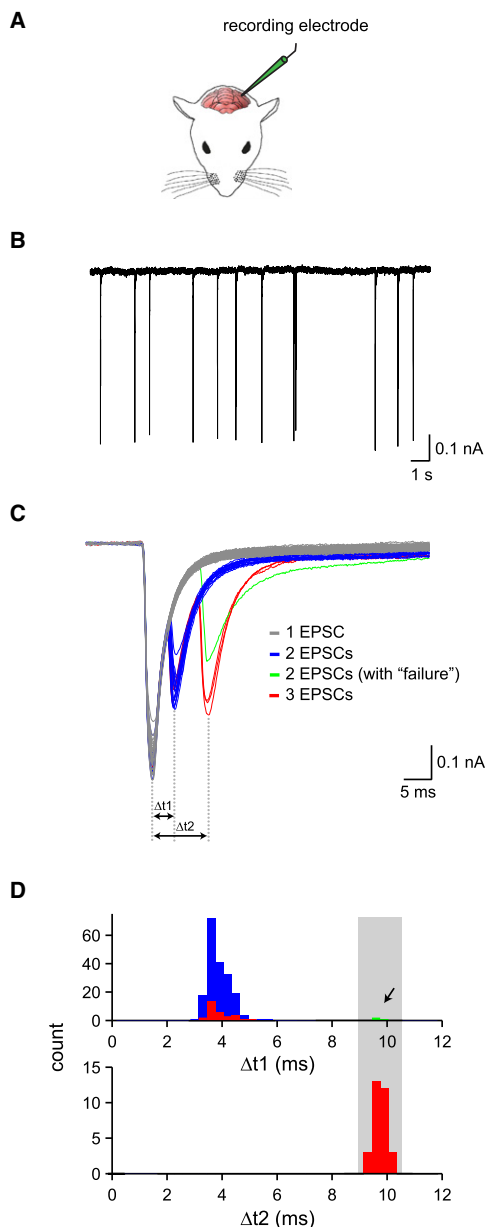 A
recording electrode
B
0.1 nA
1 s
C
1 EPSC
2 EPSCs
2 EPSCs (with “failure”)
3 EPSCs
0.1 nA
5 ms
Δt1
Δt2
D
60
40
20
0
0 2 4 6 8 10 12
Δt1 (ms)
count
15
10
5
0
0 2 4 6 8 10 12
Δt2 (ms)